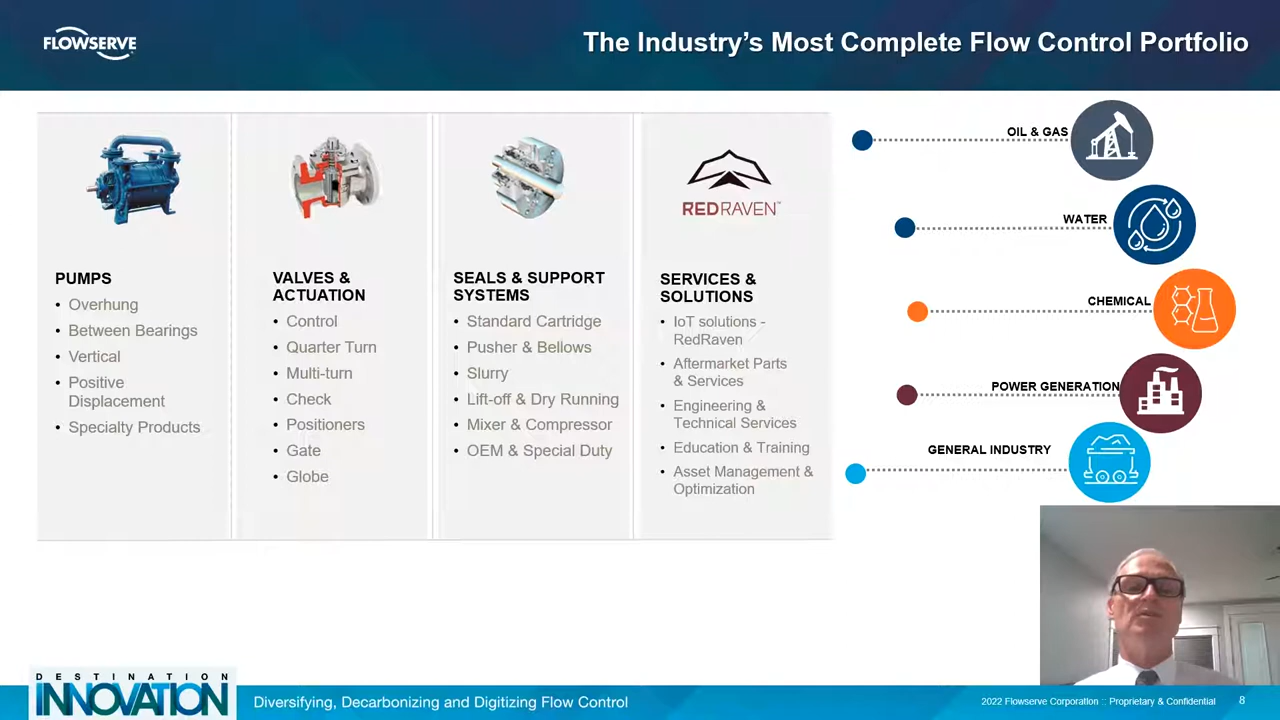 FLOWSERVE
The Industry's Most Complete Flow Control Portfolio
REDRAVEN™
PUMPS
• Overhung
• Between Bearings
• Vertical
• Positive
Displacement
• Specialty Products
VALVES &
ACTUATION
• Control
• Quarter Turn
• Multi-turn
• Check
• Positioners
• Gate
• Globe
SEALS & SUPPORT
SYSTEMS
• Standard Cartridge
• Pusher & Bellows
• Slurry
• Lift-off & Dry Running
• Mixer & Compressor
• OEM & Special Duty
SERVICES &
SOLUTIONS
• IoT solutions -
RedRaven
• Aftermarket Parts
& Services
• Engineering &
Technical Services
• Education & Training
• Asset Management &
Optimization
OIL & GAS
WATER
CHEMICAL
POWER GENERATION
GENERAL INDUSTRY
DESTINATION
INNOVATION
Diversifying, Decarbonizing and Digitizing Flow Control
2022 Flowserve Corporation :: Proprietary & Confidential 8